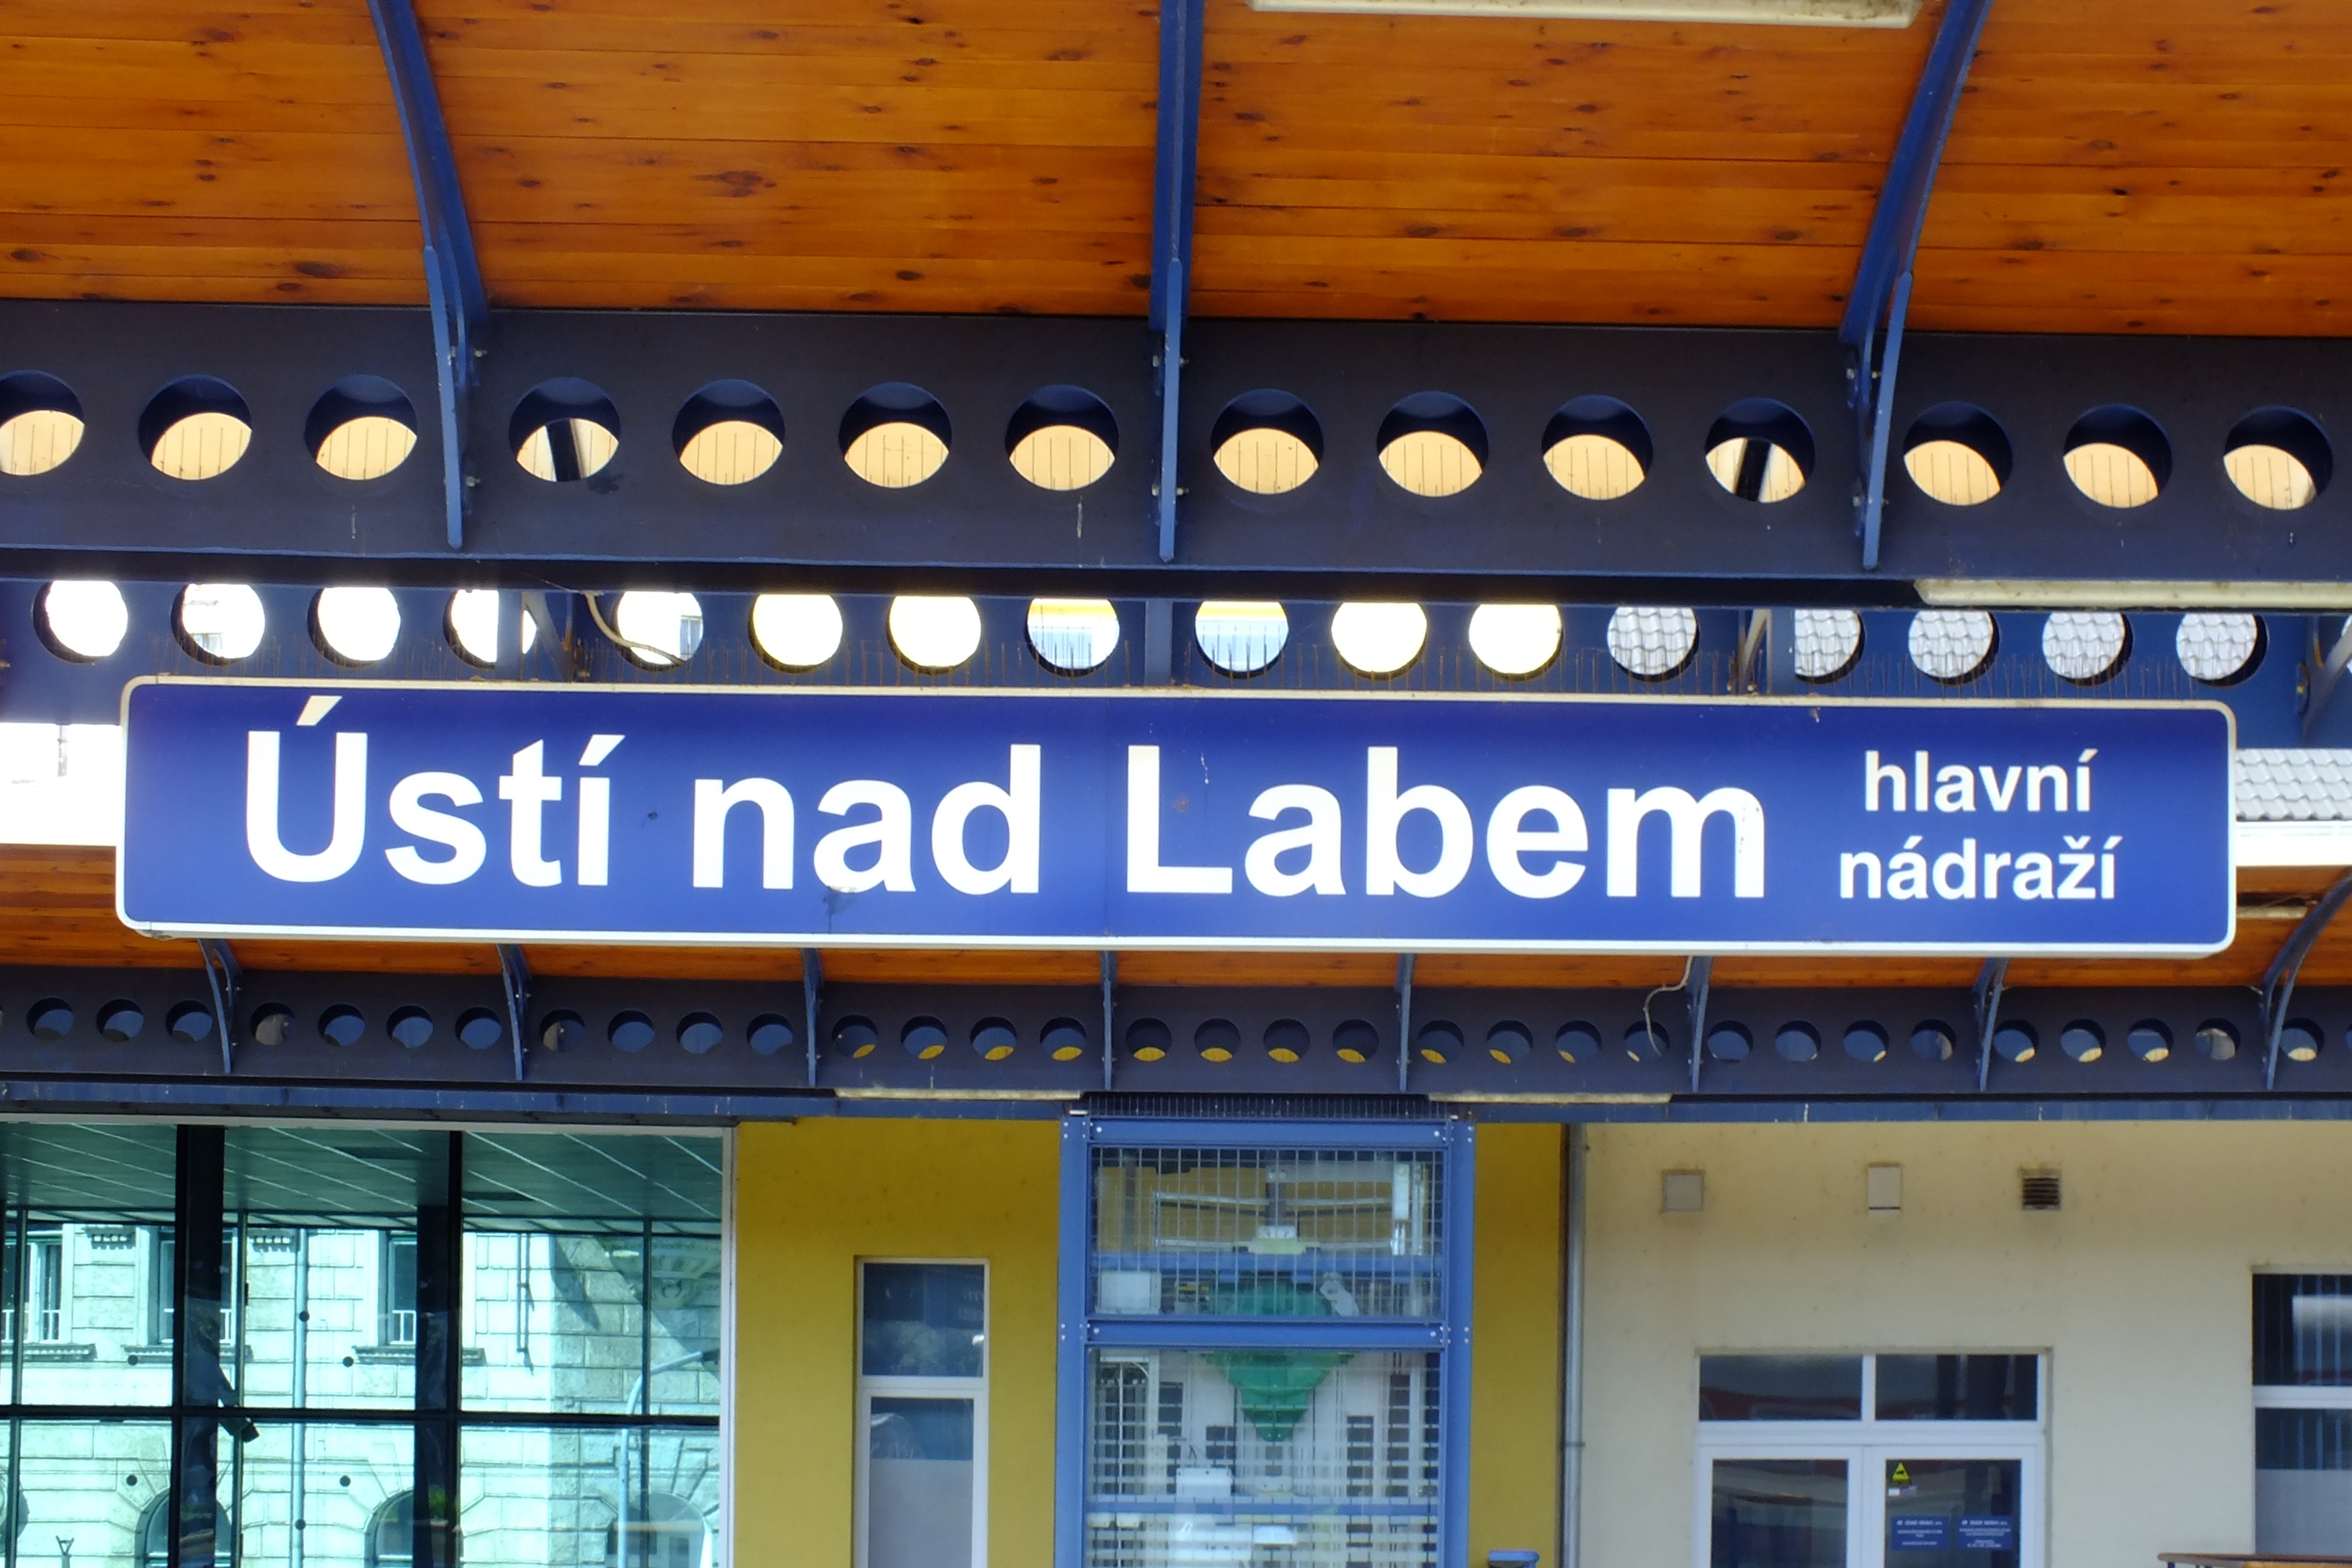 Ústí nad Labem
hlavní
nádraží